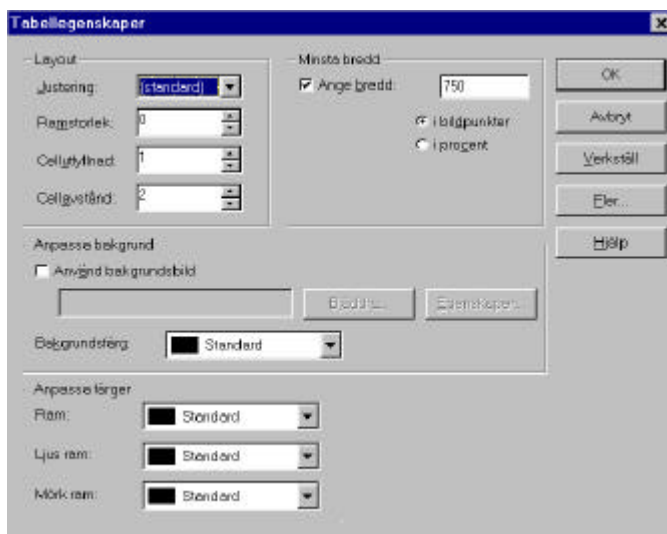 Tabellegenskaper
Layout
Justering: (standard)
Ramstorlek: 0
Cellutfyllnad: 1
Cellavstånd: 2
Minsta bredd
Ange bredd: 750
i bildpunkter
i procent
OK
Avbryt
Verkställ
Fler...
Hjälp
Anpassa bakgrund
Använd bakgrundsbild
Bläddra... Egenskaper...
Bakgrundsfärg: Standard
Anpassa färger
Ram: Standard
Ljus ram: Standard
Mörk ram: Standard